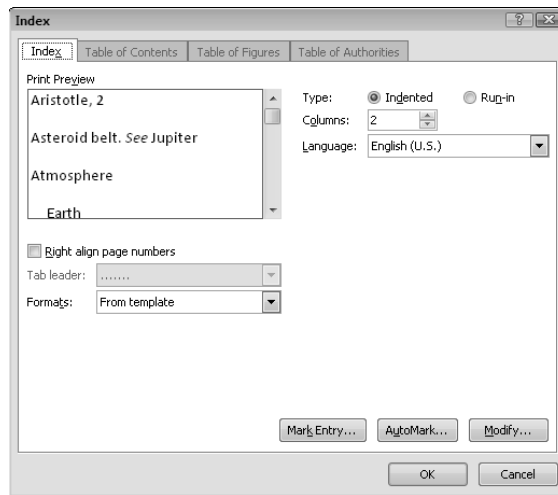 Index
Index Table of Contents Table of Figures Table of Authorities
Print Preview
Aristotle, 2
Asteroid belt. See Jupiter
Atmosphere
Earth
Type: Indented Run-in
Columns: 2
Language: English (U.S.)
Right align page numbers
Tab leader: .......
Formats: From template
Mark Entry... AutoMark... Modify...
OK Cancel